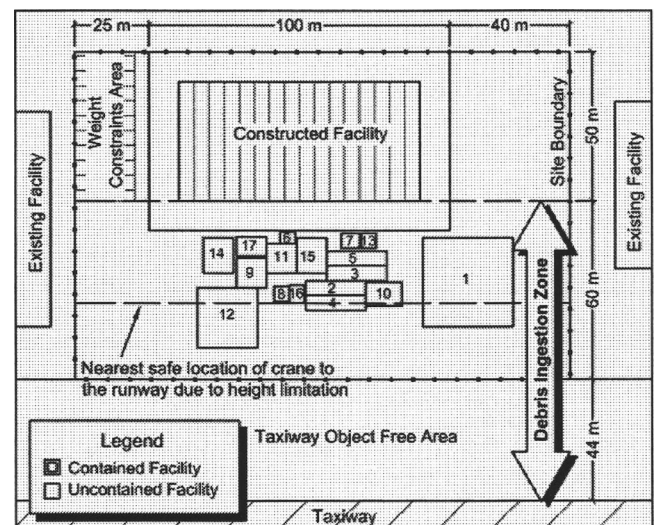 25 m
100 m
40 m
Weight
Constraints Area
Constructed Facility
Site Boundary
50 m
Existing Facility
Existing Facility
6
7
13
14
17
11
15
5
3
9
1
8
16
2
4
10
12
60 m
Debris Ingestion Zone
Nearest safe location of crane to
the runway due to height limitation
44 m
Taxiway Object Free Area
Legend
Contained Facility
Uncontained Facility
Taxiway